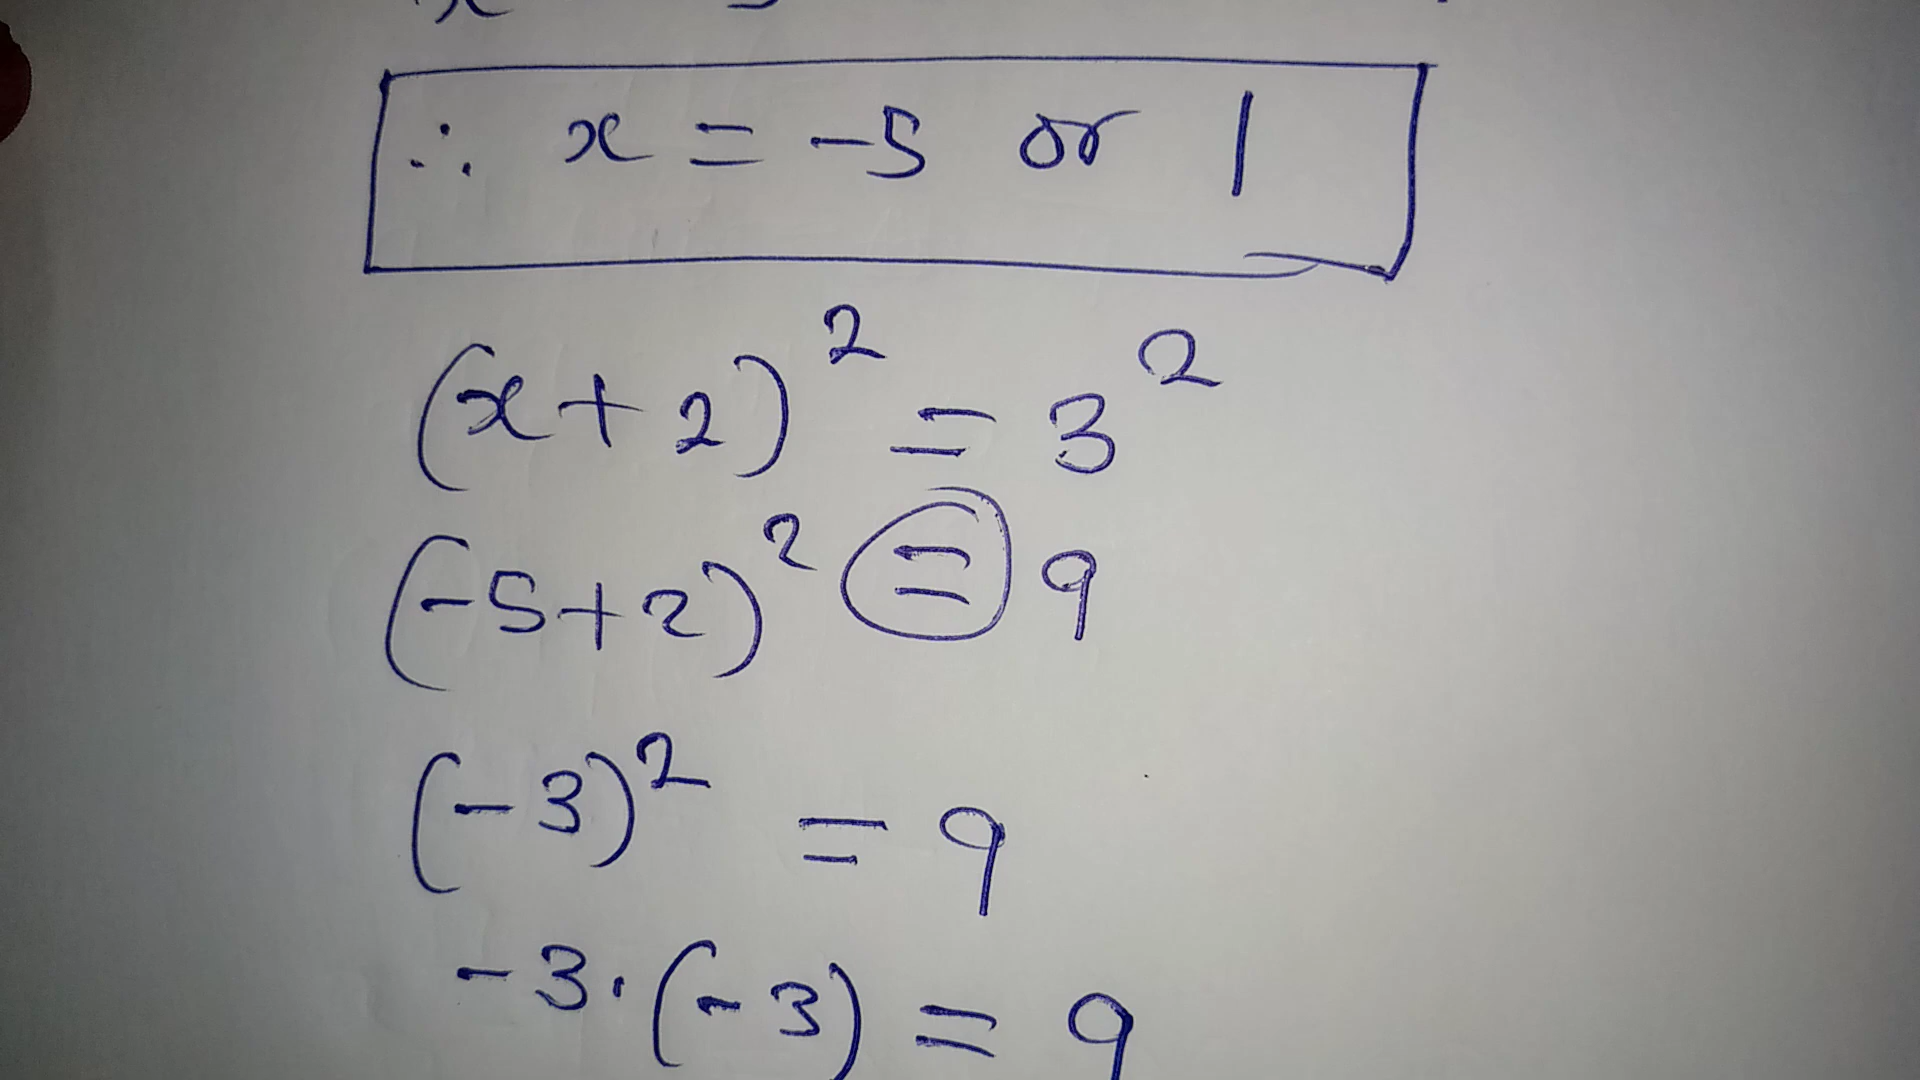 ∴ x = -5 or 1
(x+2)² = 3²
(-5+2)² = 9
(-3)² = 9
-3·(-3) = 9